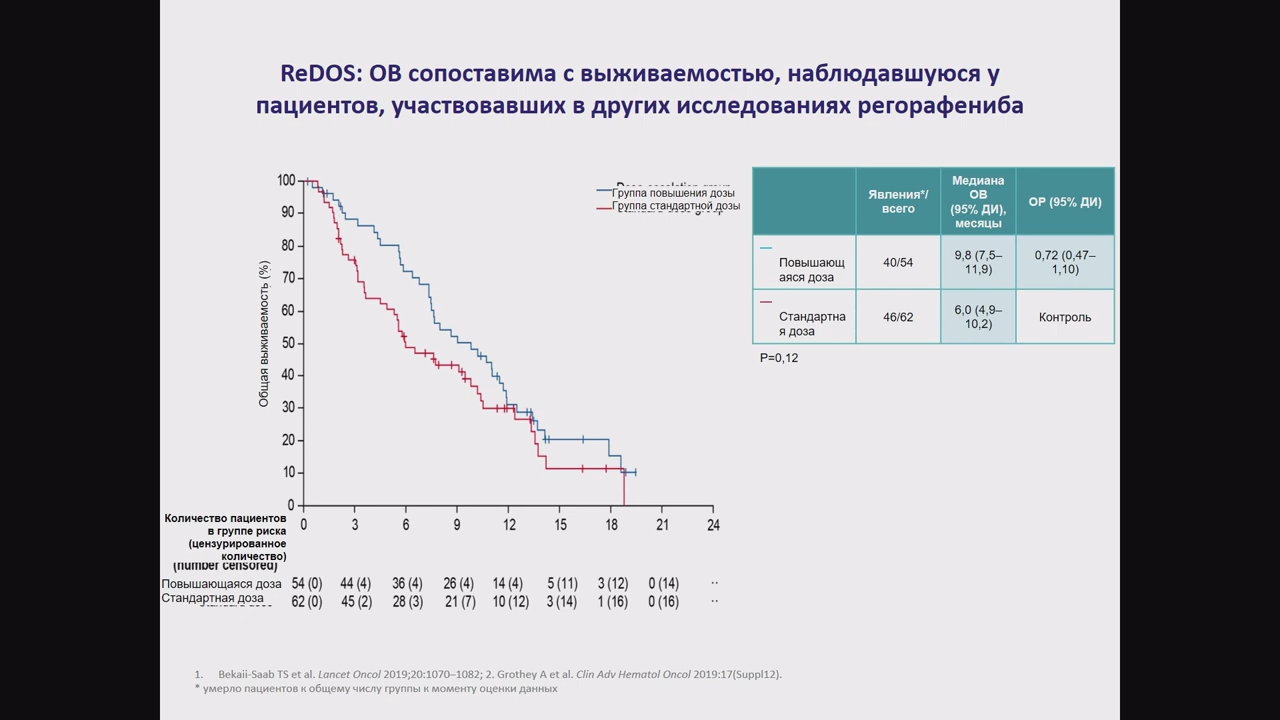 ReDOS: ОВ сопоставима с выживаемостью, наблюдавшуюся у
пациентов, участвовавших в других исследованиях регорафениба
Группа повышения дозы
Группа стандартной дозы
Общая выживаемость (%)
100
90
80
70
60
50
40
30
20
10
0
0 3 6 9 12 15 18 21 24
Явления*/
всего
Медиана
ОВ
(95% ДИ),
месяцы
ОР (95% ДИ)
Повышающ
аяся доза
40/54
9,8 (7,5–
11,9)
0,72 (0,47–
1,10)
Стандартна
я доза
46/62
6,0 (4,9–
10,2)
Контроль
P=0,12
Количество пациентов
в группе риска
(цензурированное
количество)
(number censored)
Повышающаяся доза 54 (0) 44 (4) 36 (4) 26 (4) 14 (4) 5 (11) 3 (12) 0 (14) ..
Стандартная доза 62 (0) 45 (2) 28 (3) 21 (7) 10 (12) 3 (14) 1 (16) 0 (16) ..
1. Bekaii-Saab TS et al. Lancet Oncol 2019;20:1070–1082; 2. Grothey A et al. Clin Adv Hematol Oncol 2019:17(Suppl12).
* умерло пациентов к общему числу группы к моменту оценки данных